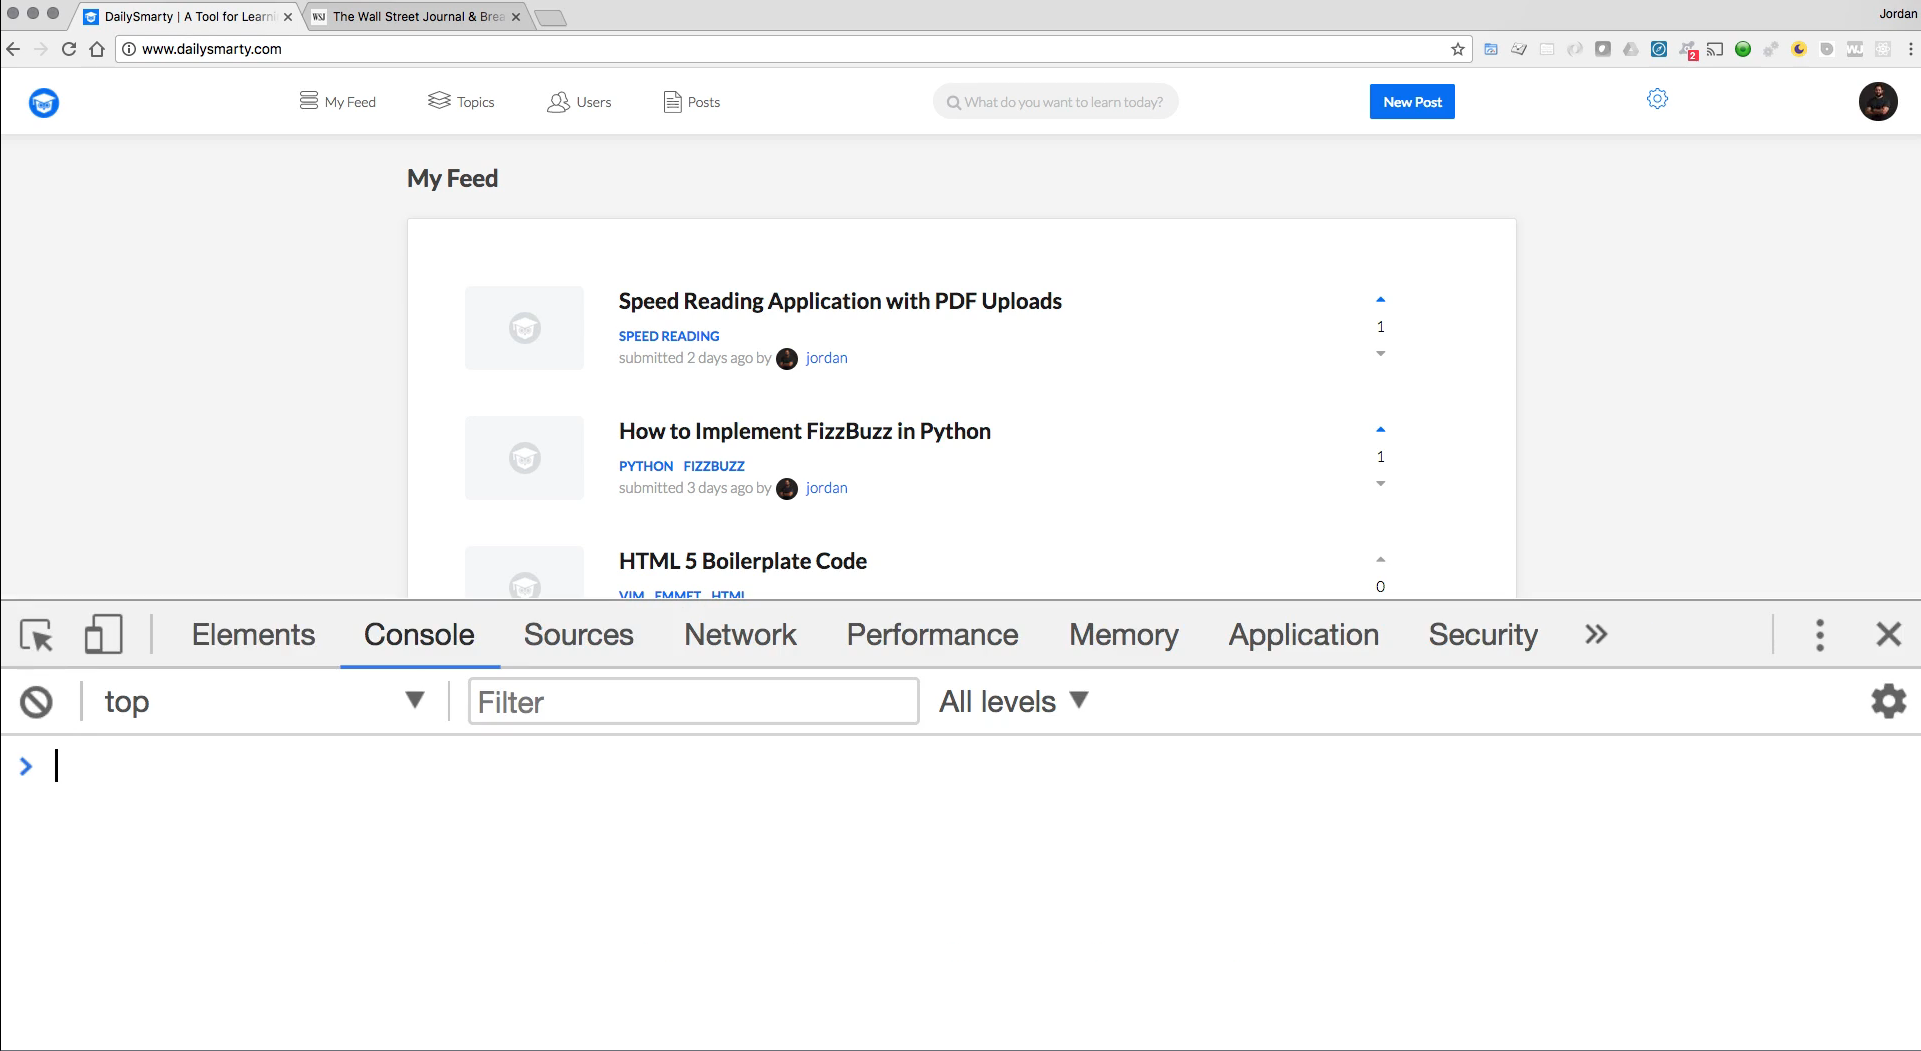 DailySmarty | A Tool for Learni
WSJ The Wall Street Journal & Brea
Jordan
www.dailysmarty.com
2
WJ
My Feed
Topics
Users
Posts
What do you want to learn today?
New Post
My Feed
Speed Reading Application with PDF Uploads
SPEED READING
submitted 2 days ago by jordan
1
How to Implement FizzBuzz in Python
PYTHON FIZZBUZZ
submitted 3 days ago by jordan
1
HTML 5 Boilerplate Code
VIM EMMET HTML
0
Elements Console Sources Network Performance Memory Application Security »
top
Filter
All levels